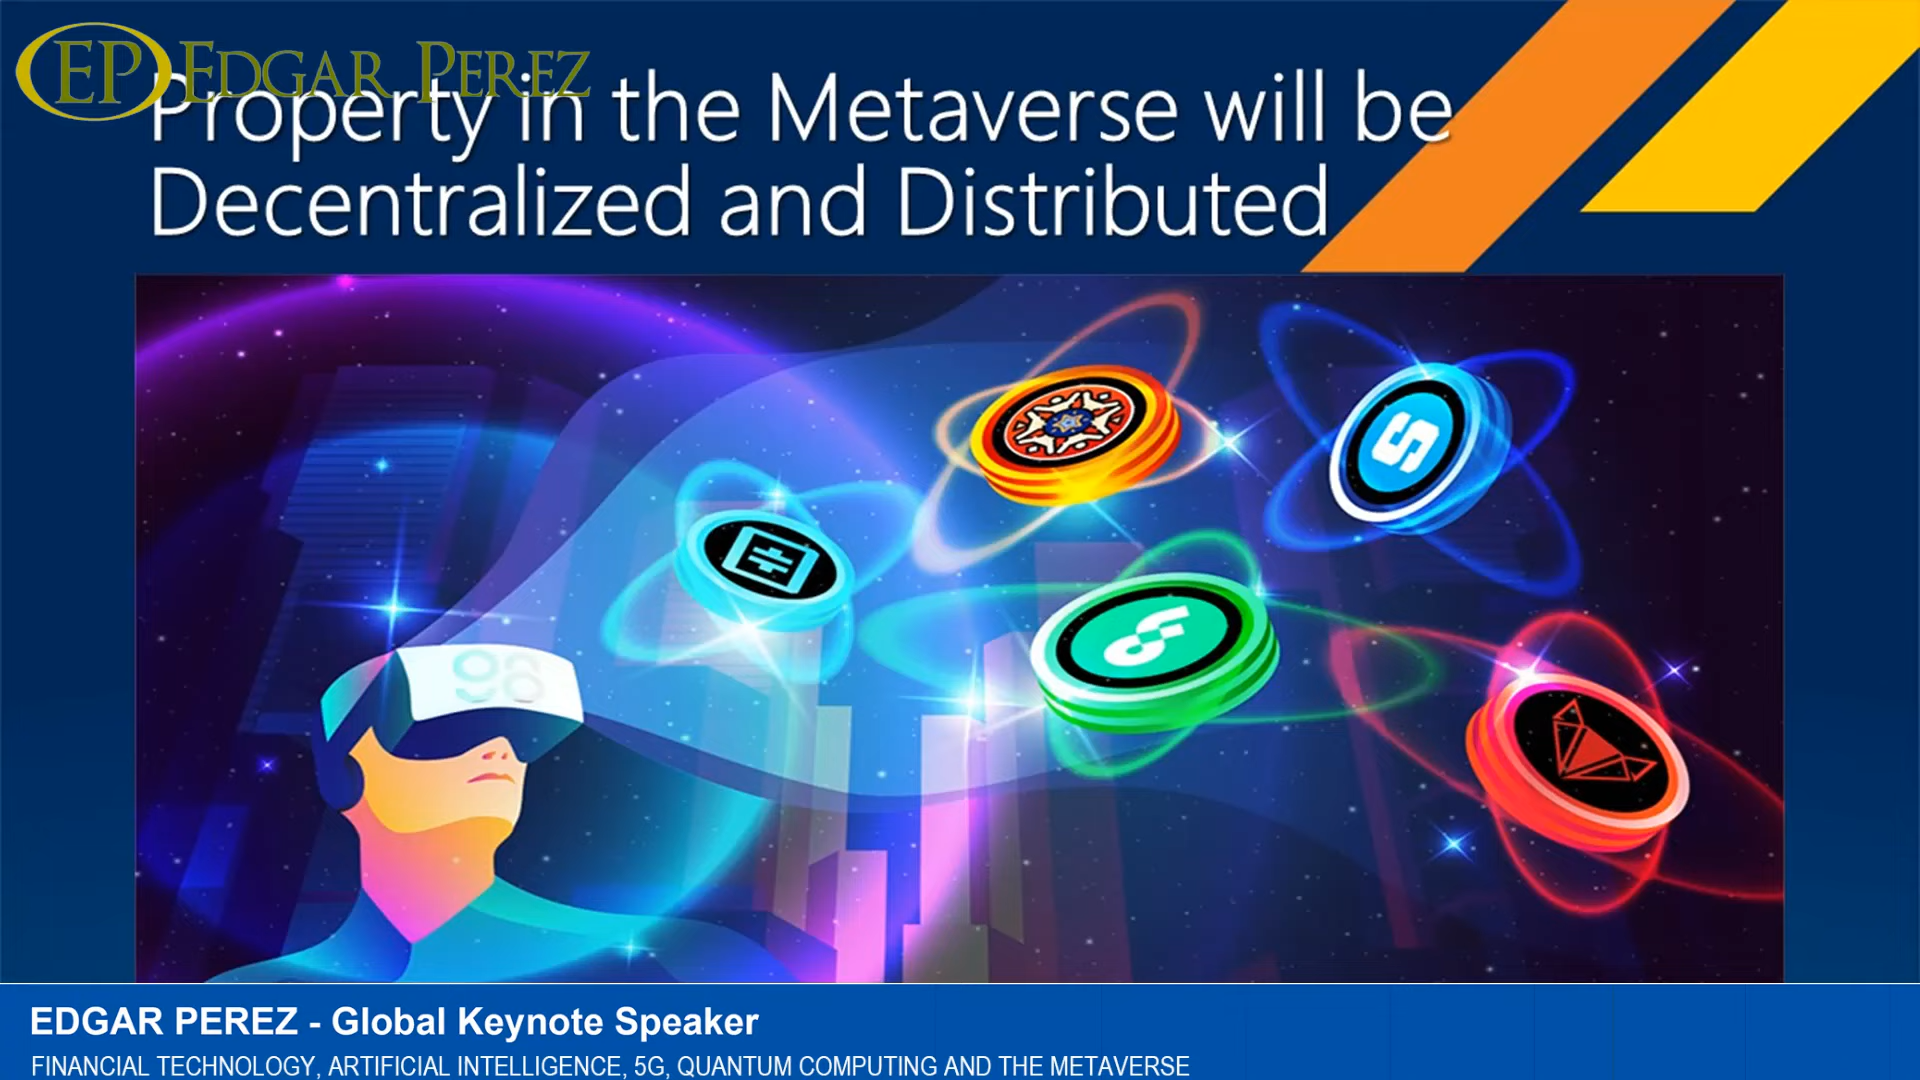 EP EDGAR PEREZ
Property in the Metaverse will be
Decentralized and Distributed
EDGAR PEREZ - Global Keynote Speaker
FINANCIAL TECHNOLOGY, ARTIFICIAL INTELLIGENCE, 5G, QUANTUM COMPUTING AND THE METAVERSE